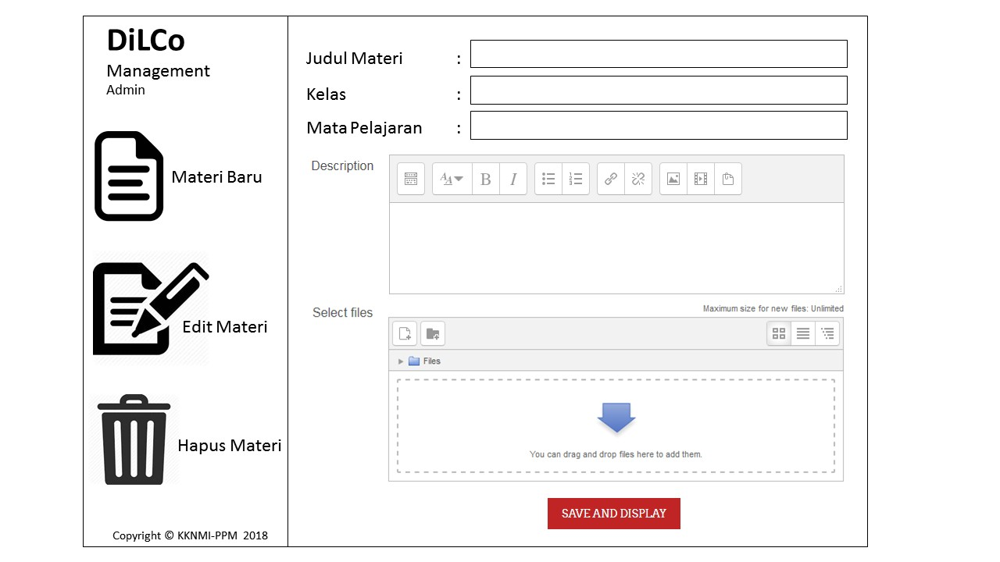 DiLCo
Management
Admin
Materi Baru
Edit Materi
Hapus Materi
Copyright © KKNMI-PPM 2018
Judul Materi :
Kelas :
Mata Pelajaran :
Description
B I
Select files
Maximum size for new files: Unlimited
Files
You can drag and drop files here to add them.
SAVE AND DISPLAY